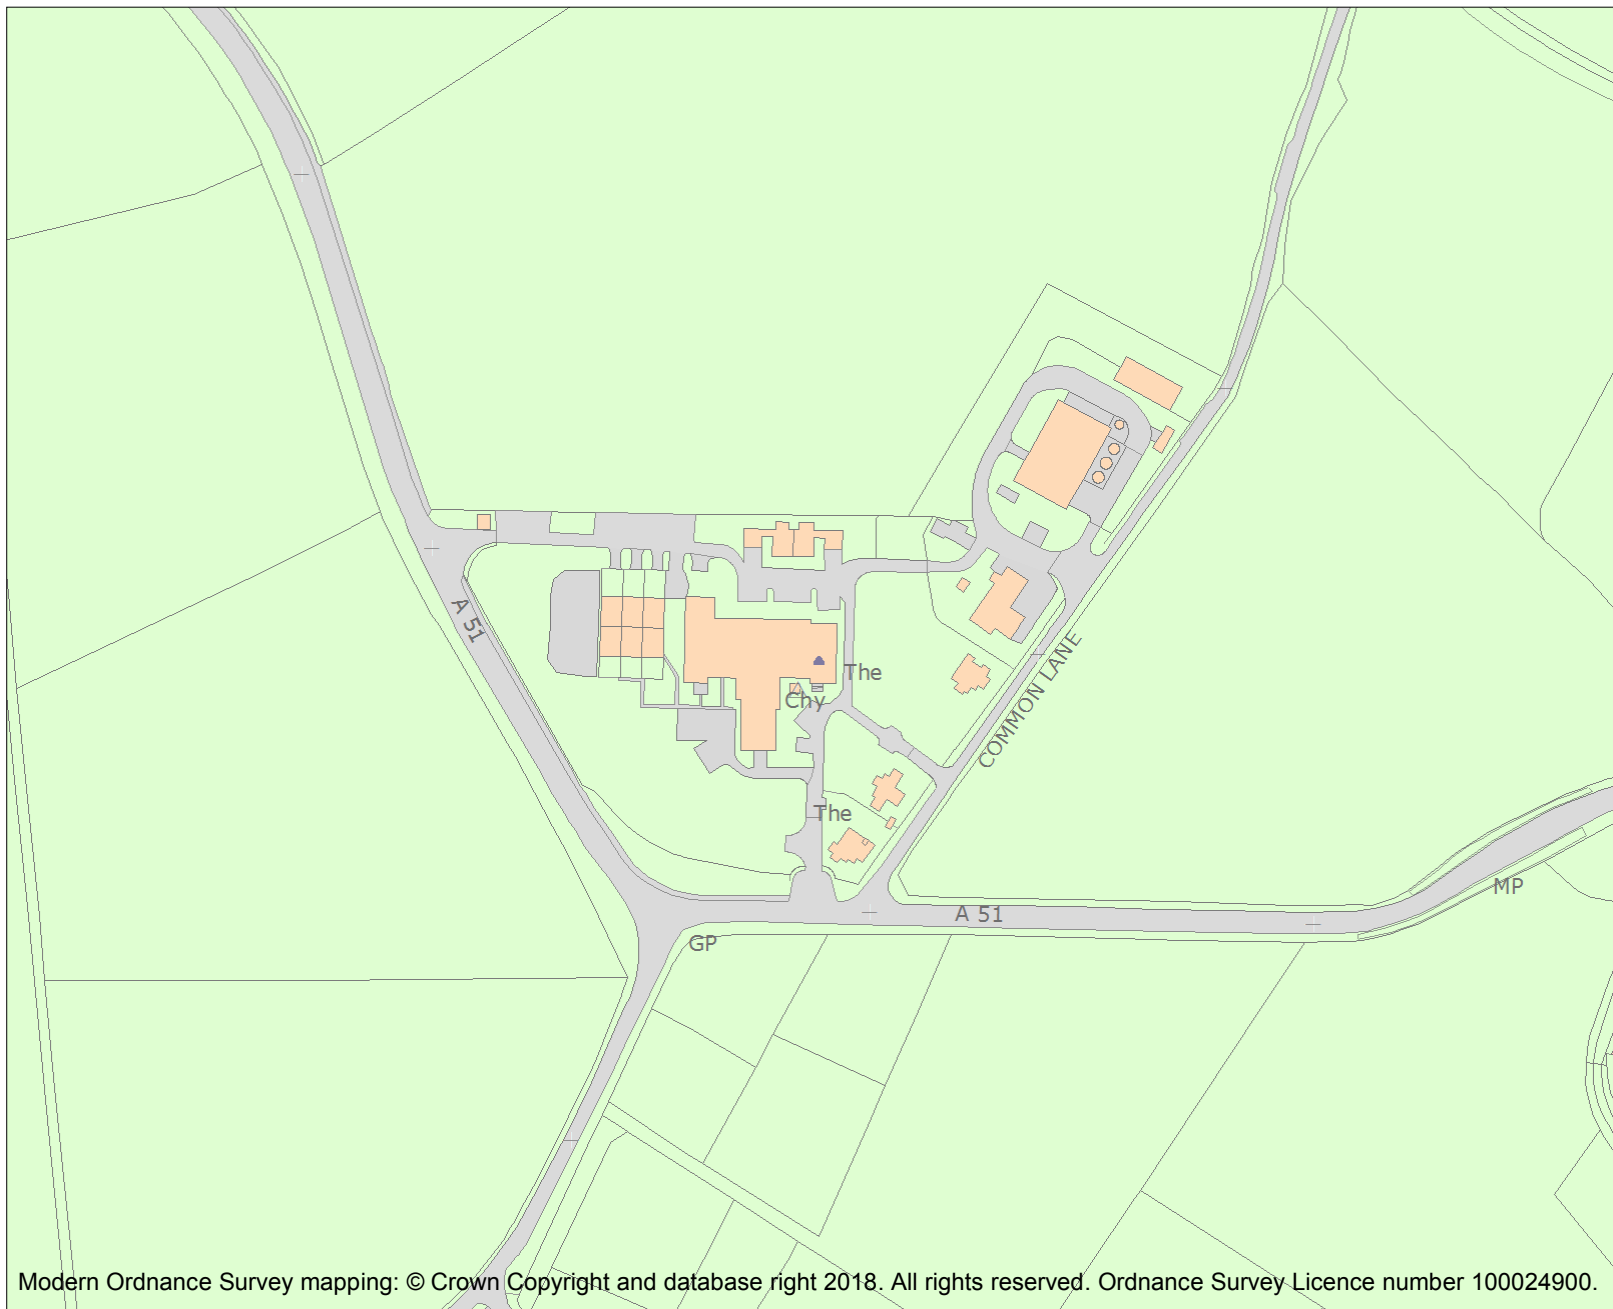 A 51
The
Chy
COMMON LANE
The
MP
A 51
GP
Modern Ordnance Survey mapping: © Crown Copyright and database right 2018. All rights reserved. Ordnance Survey Licence number 100024900.